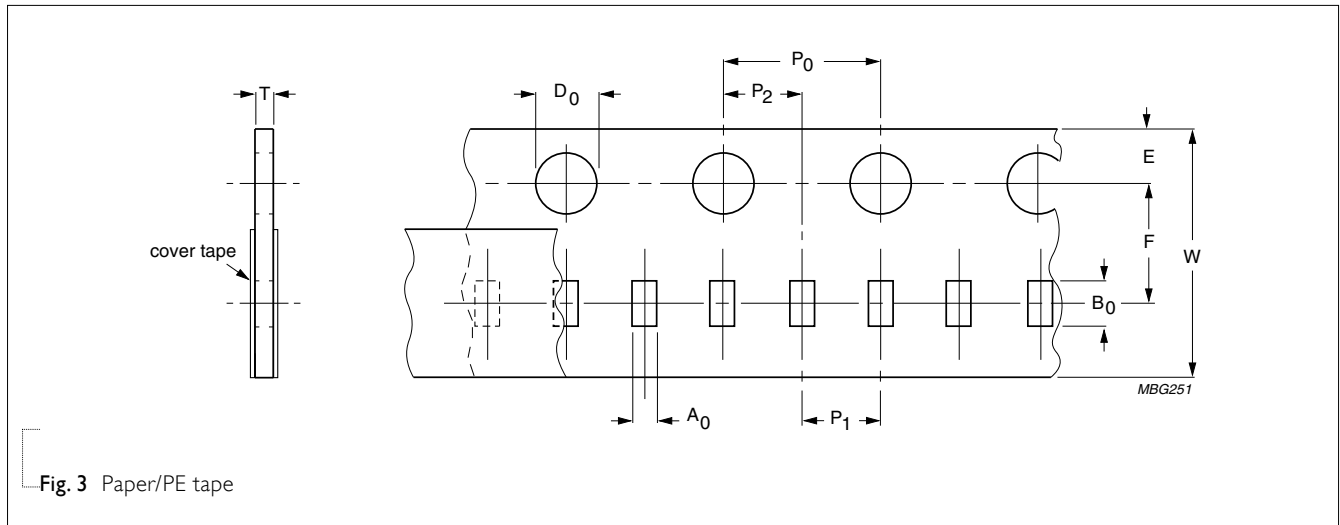 P0
T
D0
P2
E
cover tape
F
W
B0
MBG251
A0
P1
Fig. 3 Paper/PE tape